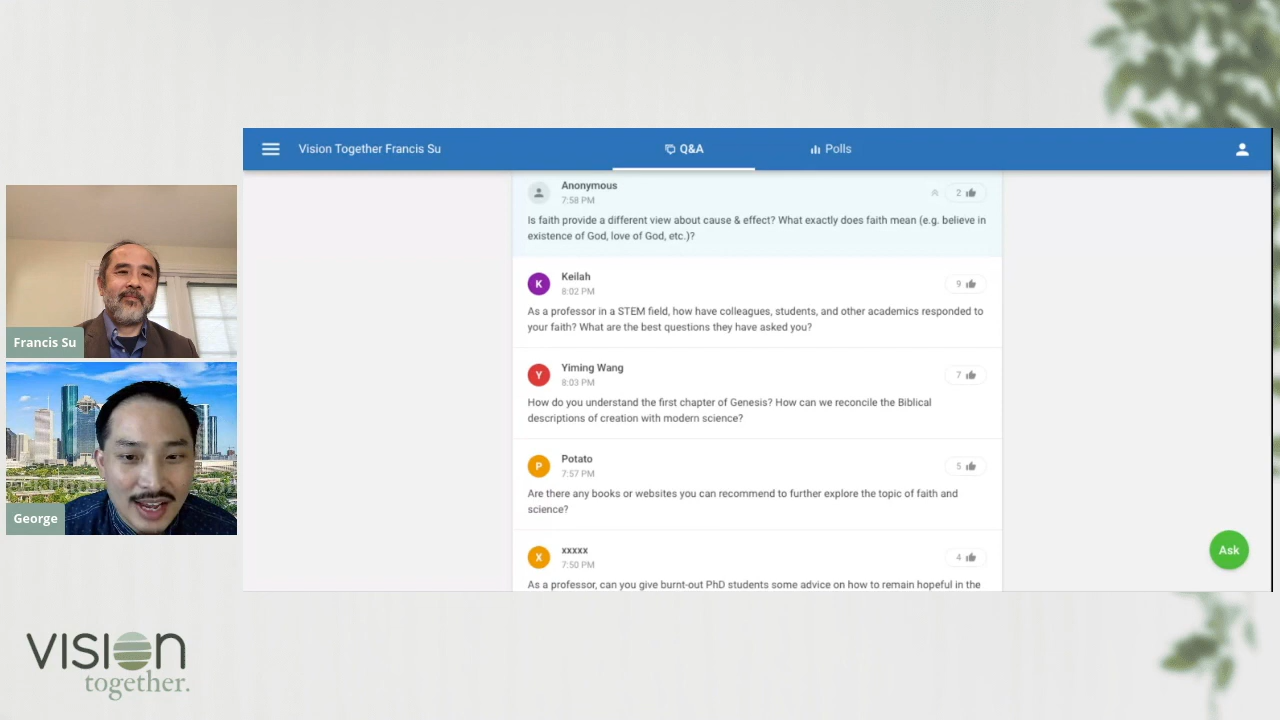 Vision Together Francis Su
Q&A
Polls
Anonymous
7:58 PM
2
Is faith provide a different view about cause & effect? What exactly does faith mean (e.g. believe in
existence of God, love of God, etc.)?
K
Keilah
8:02 PM
9
As a professor in a STEM field, how have colleagues, students, and other academics responded to
your faith? What are the best questions they have asked you?
Y
Yiming Wang
8:03 PM
7
How do you understand the first chapter of Genesis? How can we reconcile the Biblical
descriptions of creation with modern science?
P
Potato
7:57 PM
5
Are there any books or websites you can recommend to further explore the topic of faith and
science?
X
xxxxx
7:50 PM
4
As a professor, can you give burnt-out PhD students some advice on how to remain hopeful in the
Ask
Francis Su
George
VISION
together.